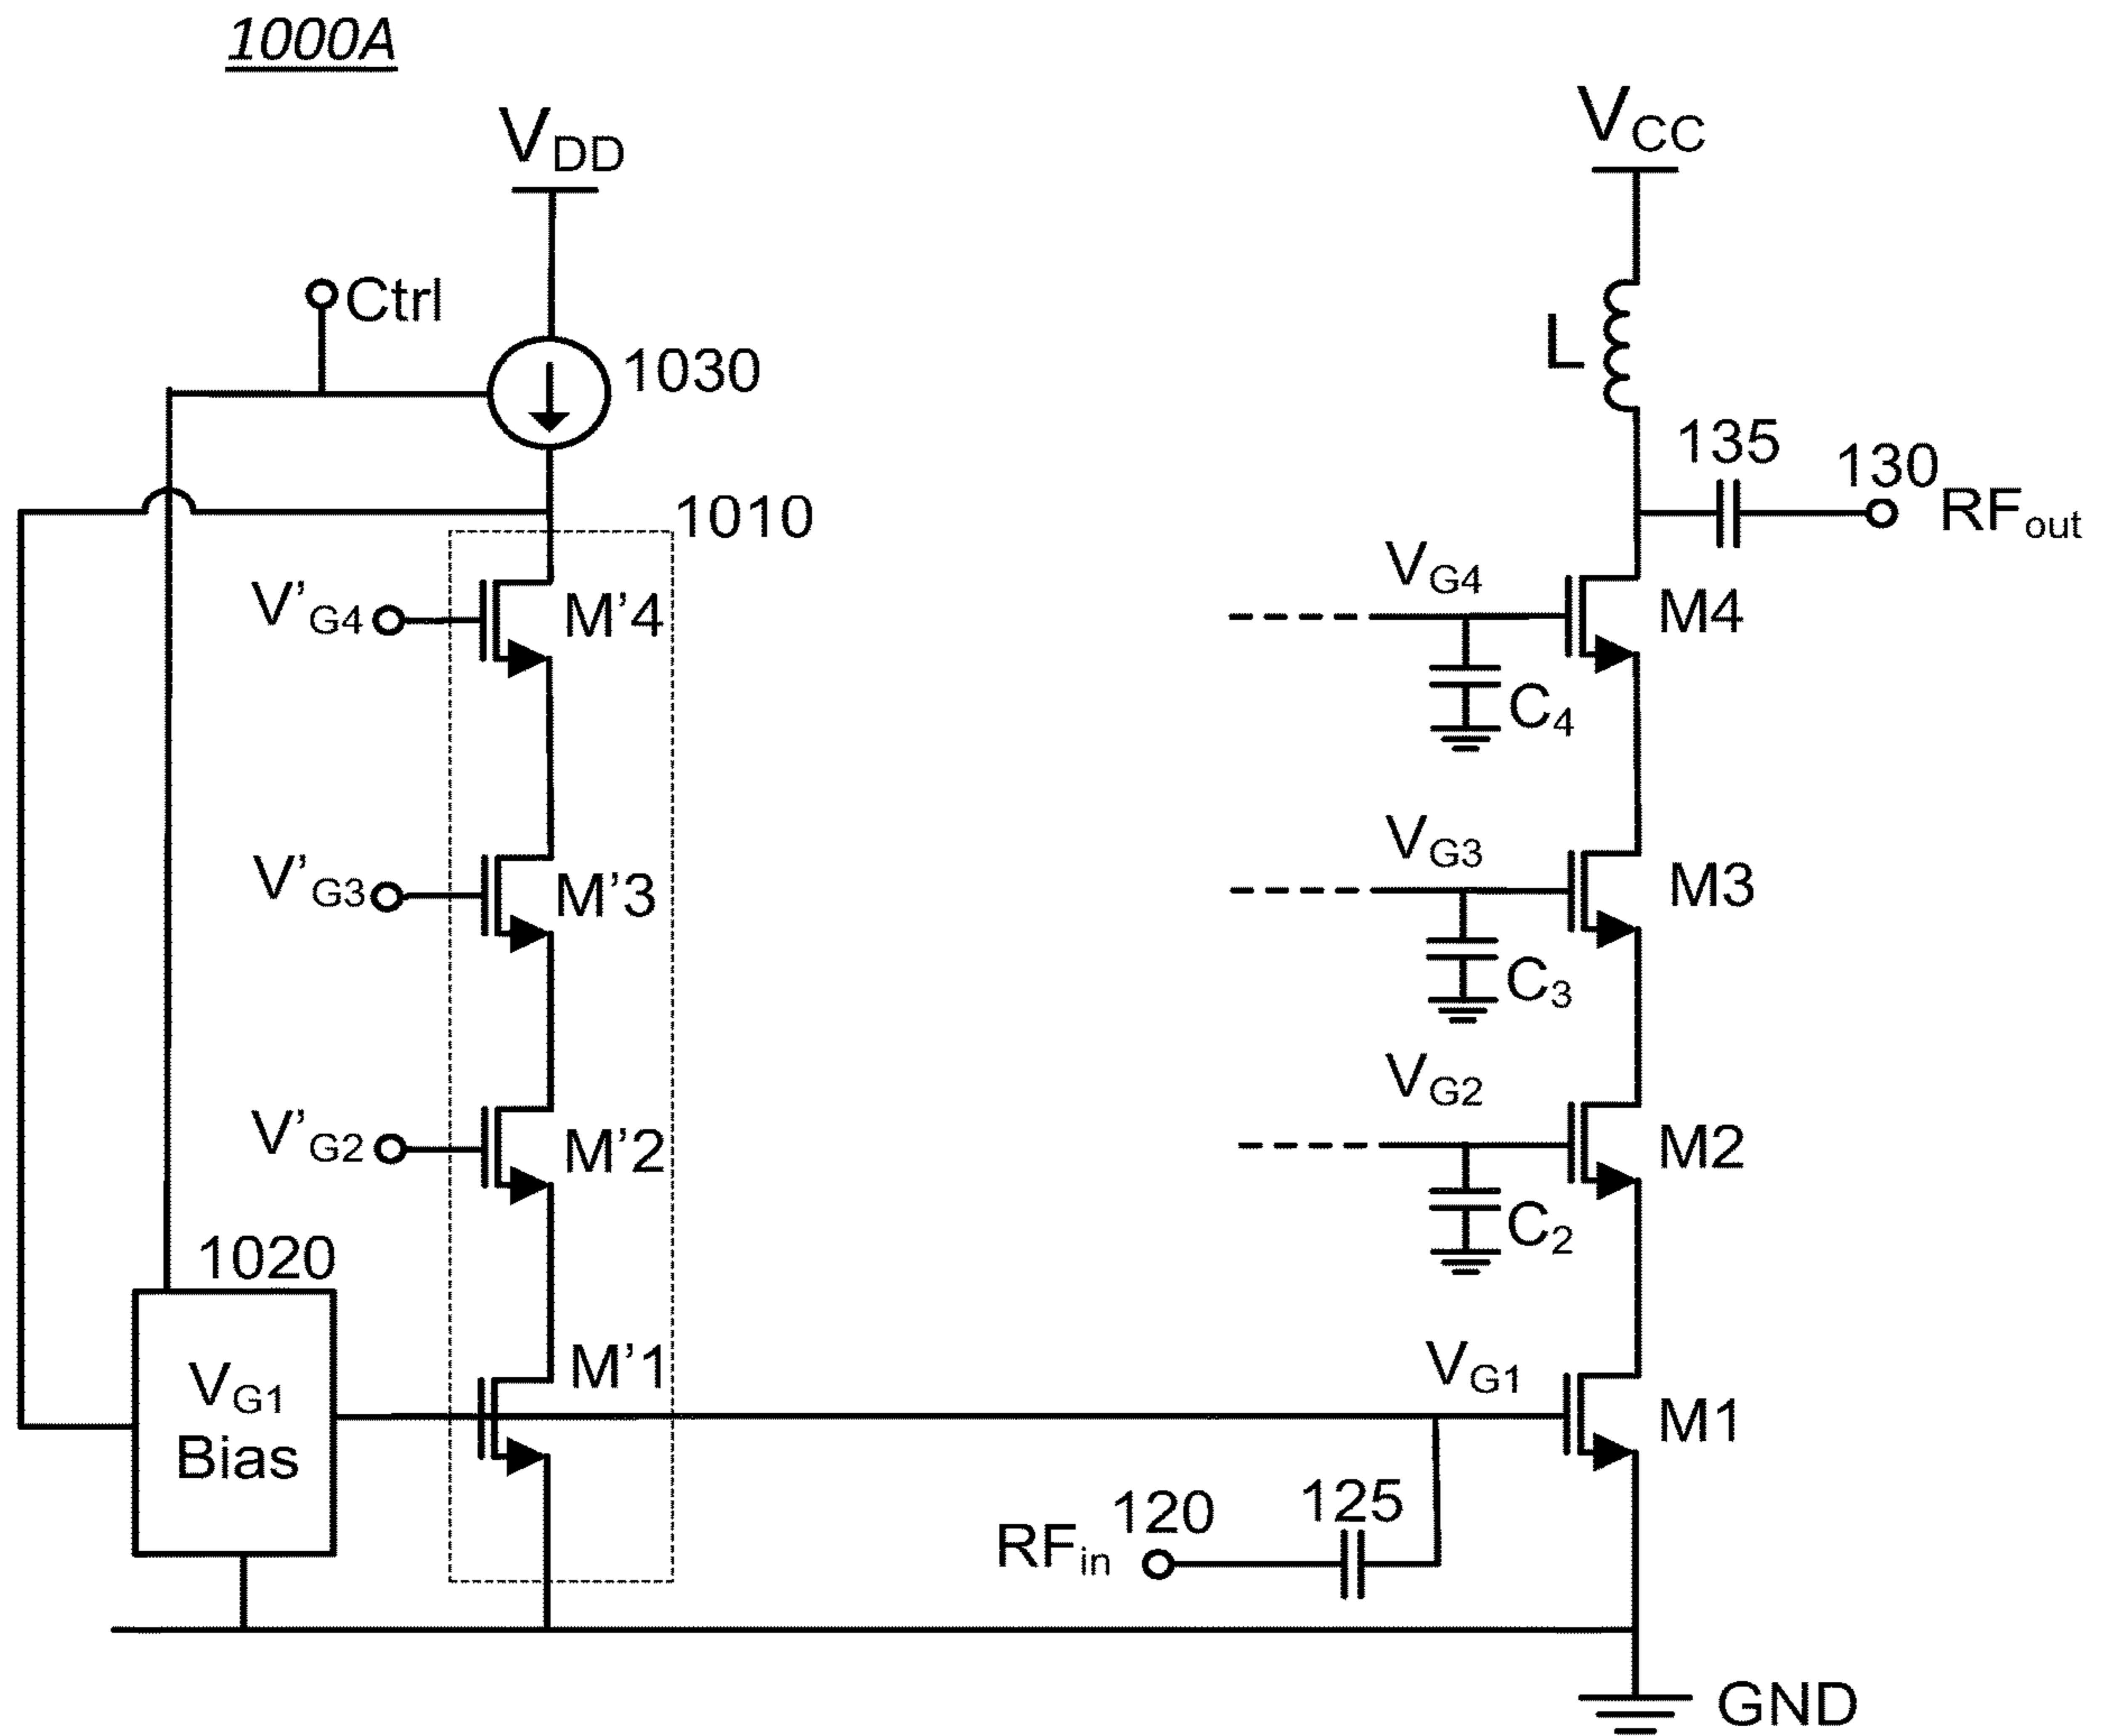 1000A
VDD
VCC
Ctrl
1030
L
135
130
RFout
1010
V'G4
M'4
VG4
M4
C4
V'G3
M'3
VG3
M3
C3
V'G2
M'2
VG2
M2
C2
1020
VG1
Bias
M'1
VG1
M1
RFin
120
125
GND